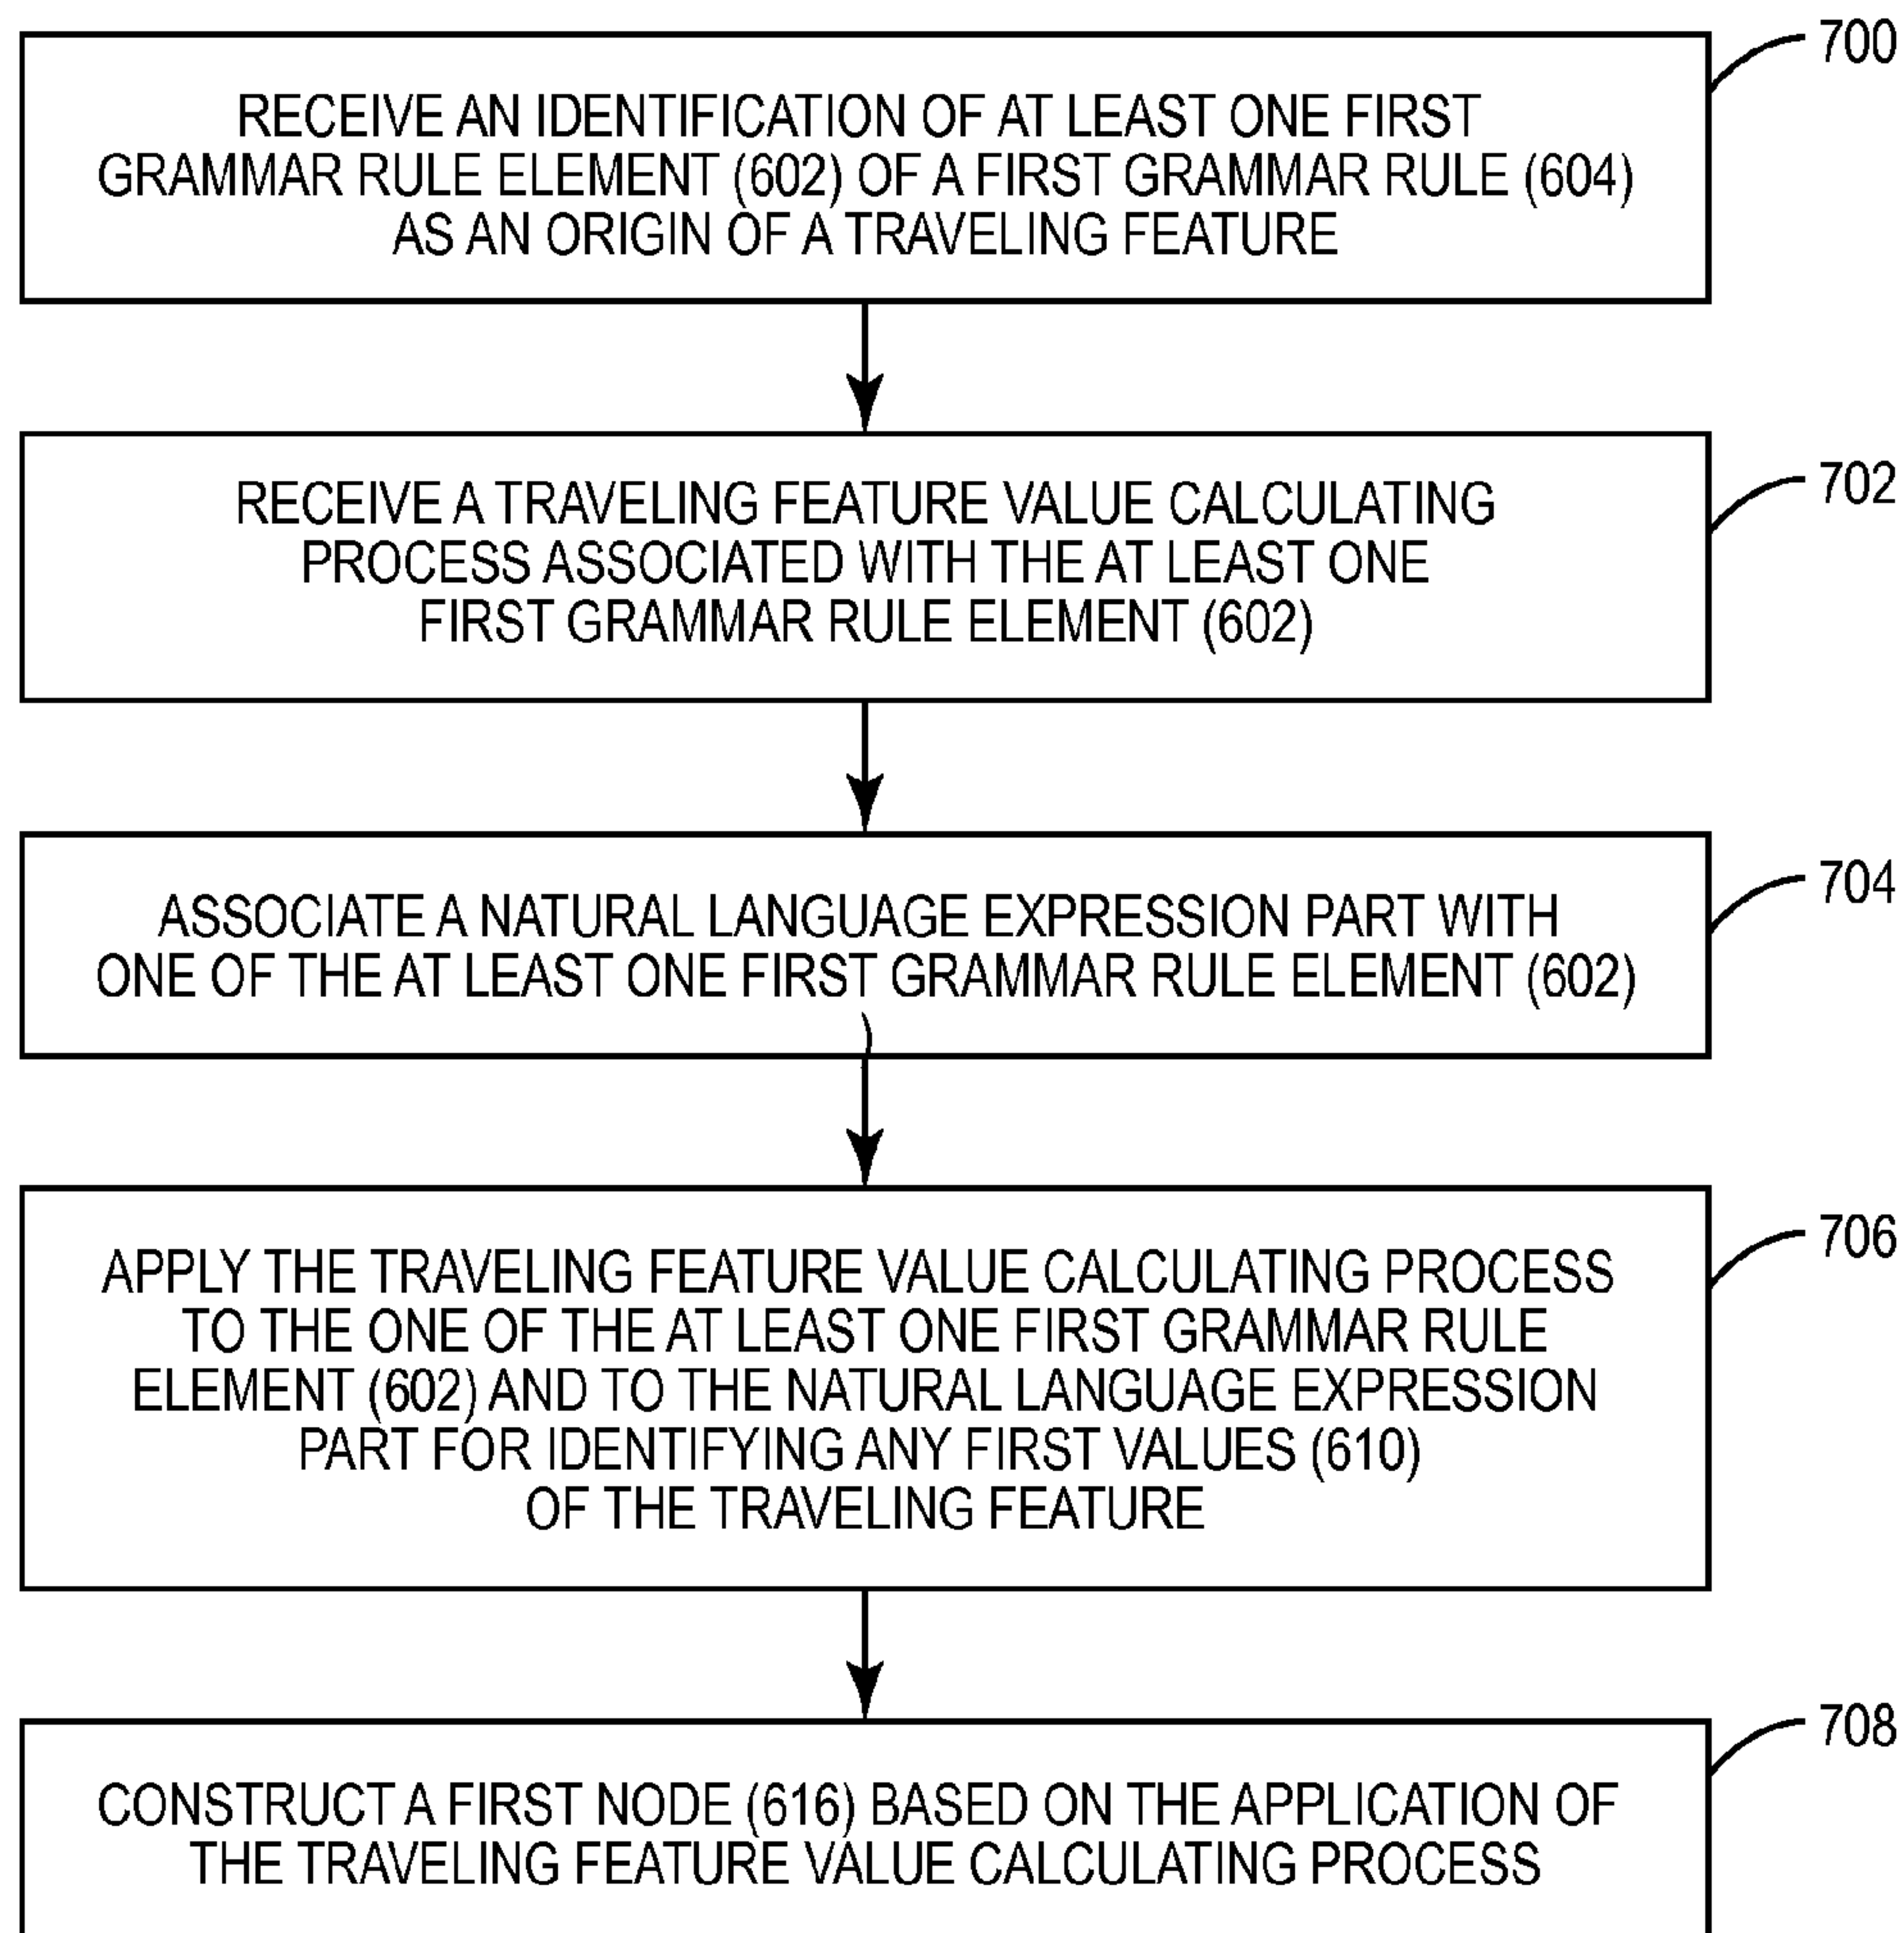 700
RECEIVE AN IDENTIFICATION OF AT LEAST ONE FIRST
GRAMMAR RULE ELEMENT (602) OF A FIRST GRAMMAR RULE (604)
AS AN ORIGIN OF A TRAVELING FEATURE
702
RECEIVE A TRAVELING FEATURE VALUE CALCULATING
PROCESS ASSOCIATED WITH THE AT LEAST ONE
FIRST GRAMMAR RULE ELEMENT (602)
704
ASSOCIATE A NATURAL LANGUAGE EXPRESSION PART WITH
ONE OF THE AT LEAST ONE FIRST GRAMMAR RULE ELEMENT (602)
706
APPLY THE TRAVELING FEATURE VALUE CALCULATING PROCESS
TO THE ONE OF THE AT LEAST ONE FIRST GRAMMAR RULE
ELEMENT (602) AND TO THE NATURAL LANGUAGE EXPRESSION
PART FOR IDENTIFYING ANY FIRST VALUES (610)
OF THE TRAVELING FEATURE
708
CONSTRUCT A FIRST NODE (616) BASED ON THE APPLICATION OF
THE TRAVELING FEATURE VALUE CALCULATING PROCESS